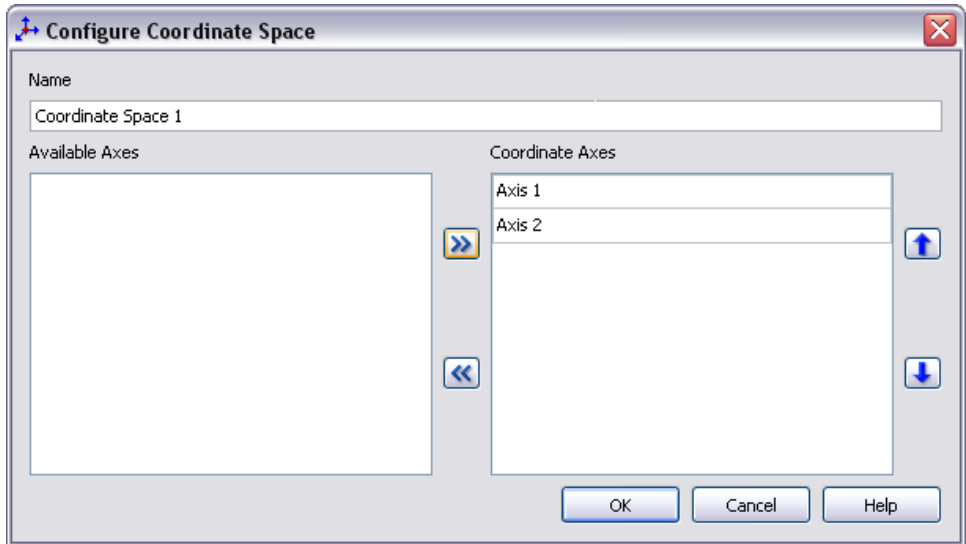 Configure Coordinate Space
Name
Coordinate Space 1
Available Axes
Coordinate Axes
Axis 1
Axis 2
OK
Cancel
Help